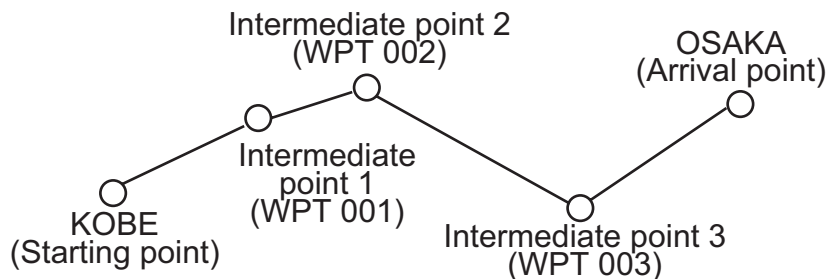 Intermediate point 2
(WPT 002)
OSAKA
(Arrival point)
Intermediate
point 1
(WPT 001)
KOBE
(Starting point)
Intermediate point 3
(WPT 003)